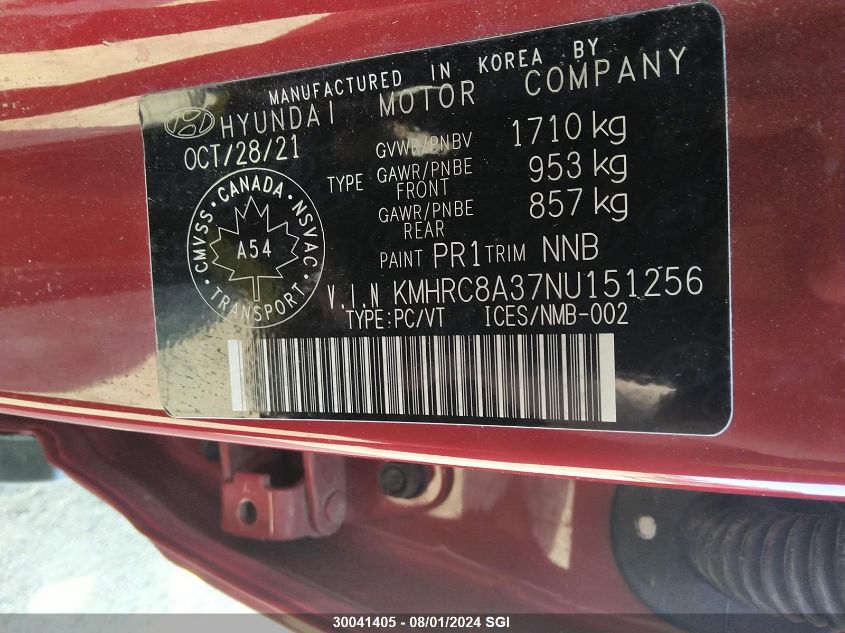 MANUFACTURED IN KOREA BY
HYUNDAI MOTOR COMPANY
OCT/28/21
GVWR/PNBV 1710 kg
TYPE GAWR/PNBE FRONT 953 kg
GAWR/PNBE REAR 857 kg
PAINT PR1 TRIM NNB
CMVSS · CANADA · NSVAC
A54
TRANSPORT
V.I.N KMHRC8A37NU151256
TYPE:PC/VT ICES/NMB-002
30041405 - 08/01/2024 SGI